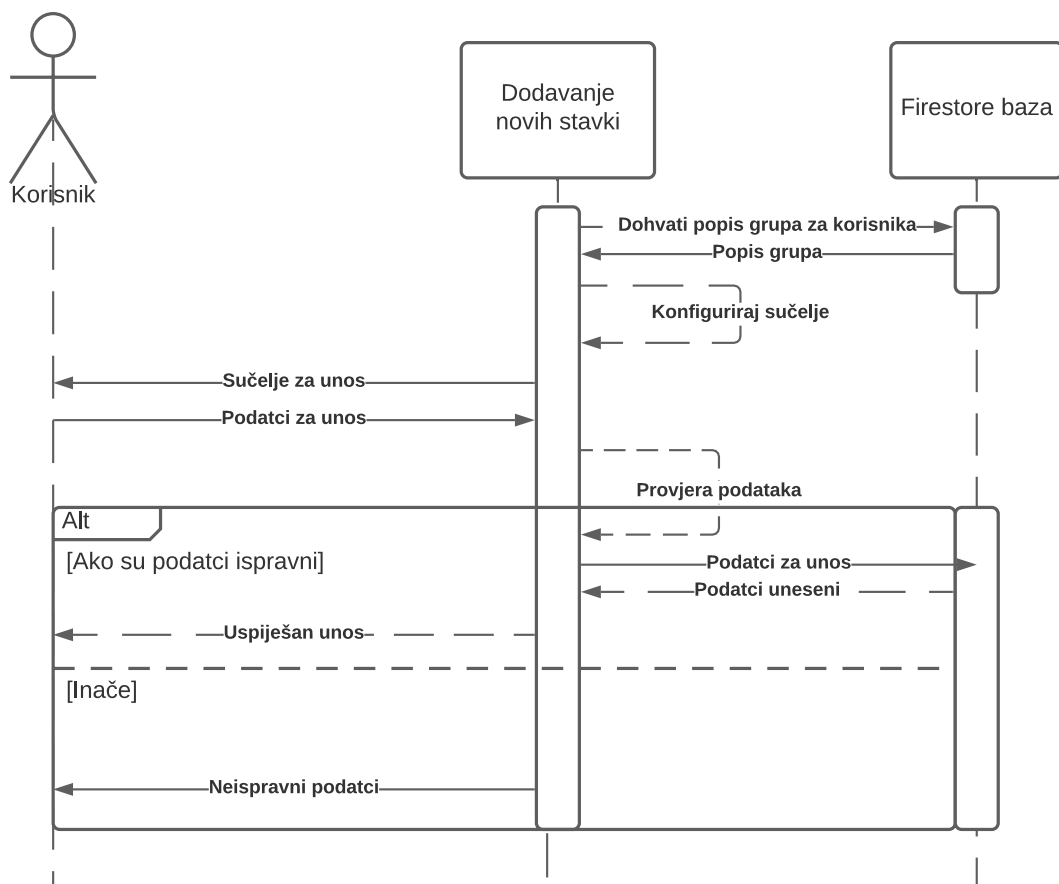 Dodavanje
novih stavki
Firestore baza
Korisnik
Dohvati popis grupa za korisnika
Popis grupa
Konfiguriraj sučelje
Sučelje za unos
Podatci za unos
Provjera podataka
Alt
[Ako su podatci ispravni]
Podatci za unos
Podatci uneseni
Uspiješan unos
[Inače]
Neispravni podatci